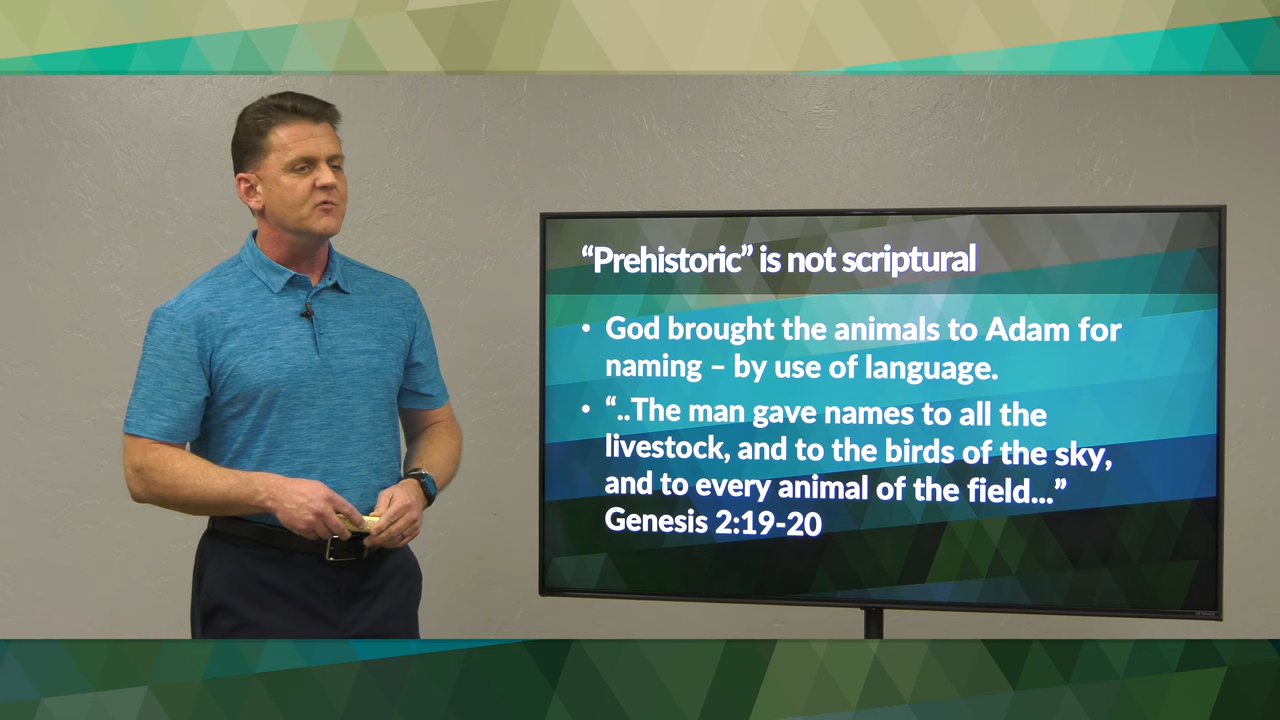 “Prehistoric” is not scriptural
• God brought the animals to Adam for
naming – by use of language.
• “..The man gave names to all the
livestock, and to the birds of the sky,
and to every animal of the field...”
Genesis 2:19-20